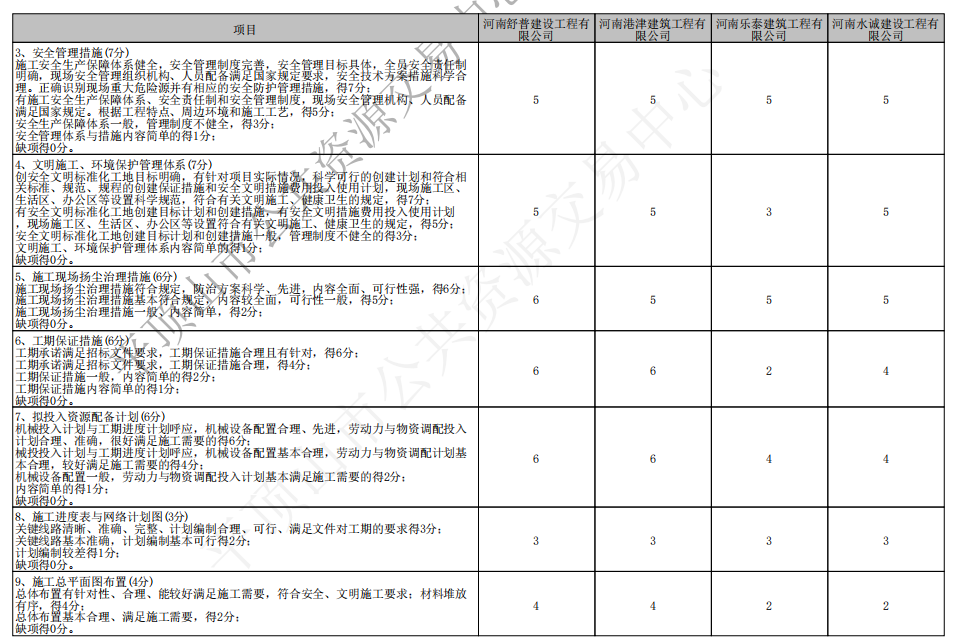 项目
河南舒普建设工程有
限公司
河南港津建筑工程有
限公司
河南乐泰建筑工程有
限公司
河南水诚建设工程有
限公司
3、安全管理措施(7分)
施工安全生产保障体系健全，安全管理制度完善，安全管理目标具体，全员安全责任制
明确，现场安全管理组织机构、人员配备满足国家规定要求，安全技术方案措施科学合
理。正确识别现场重大危险源并有相应的安全防护管理措施，得7分；
有施工安全生产保障体系、安全责任制和安全管理制度，现场安全管理机构、人员配备
满足国家规定。根据工程特点、周边环境和施工工艺，得5分；
安全生产保障体系一般，管理制度不健全，得3分；
安全管理体系与措施内容简单的得1分；
缺项得0分。
5
5
5
5
4、文明施工、环境保护管理体系(7分)
创安全文明标准化工地目标明确，有针对项目实际情况，科学可行的创建计划和符合相
关标准、规范、规程的创建保证措施和安全文明措施费用投入使用计划，现场施工区、
生活区、办公区等设置科学规范，符合有关文明施工、健康卫生的规定，得7分；
有安全文明标准化工地创建目标计划和创建措施、有安全文明措施费用投入使用计划
，现场施工区、生活区、办公区等设置符合有关文明施工、健康卫生的规定，得5分；
安全文明标准化工地创建目标计划和创建措施一般，管理制度不健全的得3分；
文明施工、环境保护管理体系内容简单的得1分；
缺项得0分。
5
5
3
5
5、施工现场扬尘治理措施(6分)
施工现场扬尘治理措施符合规定，防治方案科学、先进，内容全面、可行性强，得6分；
施工现场扬尘治理措施基本符合规定，内容较全面，可行性一般，得5分；
施工现场扬尘治理措施一般、内容简单，得2分；
缺项得0分。
6
5
5
5
6、工期保证措施(6分)
工期承诺满足招标文件要求，工期保证措施合理且有针对，得6分；
工期承诺满足招标文件要求，工期保证措施合理，得4分；
工期保证措施一般，内容简单的得2分；
工期保证措施内容简单的得1分；
缺项得0分。
6
6
2
4
7、拟投入资源配备计划(6分)
机械投入计划与工期进度计划呼应，机械设备配置合理、先进，劳动力与物资调配投入
计划合理、准确，很好满足施工需要的得6分；
械投投入计划与工期进度计划呼应，机械设备配置基本合理，劳动力与物资调配计划基
本合理，较好满足施工需要的得4分；
机械设备配置一般，劳动力与物资调配投入计划基本满足施工需要的得2分；
内容简单的得1分；
缺项得0分。
6
6
4
4
8、施工进度表与网络计划图(3分)
关键线路清晰、准确、完整、计划编制合理、可行、满足文件对工期的要求得3分；
关键线路基本准确，计划编制基本可行得2分；
计划编制较差得1分；
缺项得0分。
3
3
3
3
9、施工总平面图布置(4分)
总体布置有针对性、合理、能较好满足施工需要，符合安全、文明施工要求；材料堆放
有序，得4分；
总体布置基本合理、满足施工需要，得2分；
缺项得0分。
4
4
2
2
平顶山市公共资源交易中心
平顶山市公共资源交易中心